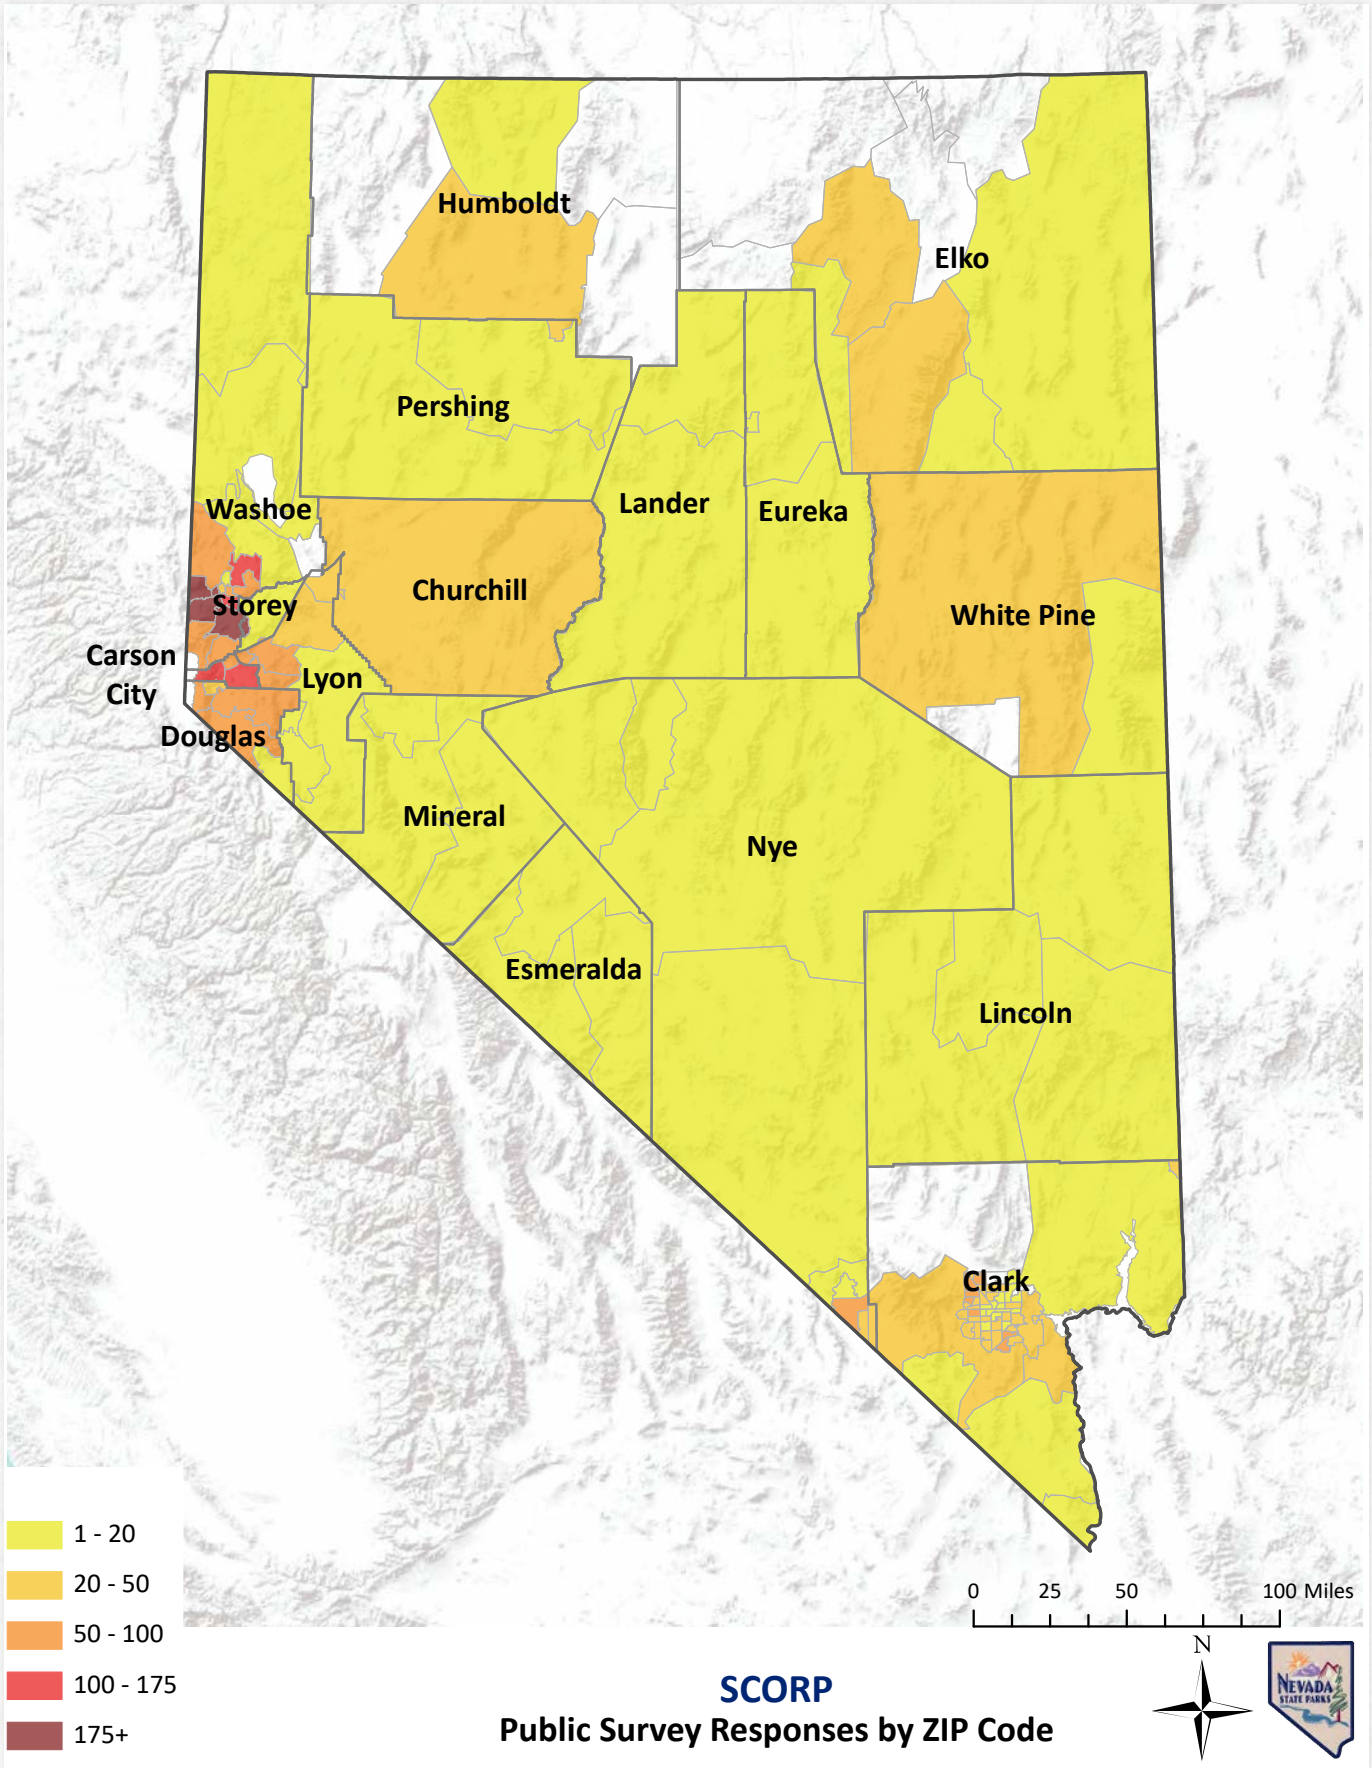 Humboldt
Elko
Pershing
Washoe
Lander
Eureka
Churchill
Storey
White Pine
Carson
City
Lyon
Douglas
Mineral
Nye
Esmeralda
Lincoln
Clark
1 - 20
20 - 50
50 - 100
100 - 175
175+
0 25 50 100 Miles
N
NEVADA
STATE PARKS
SCORP
Public Survey Responses by ZIP Code